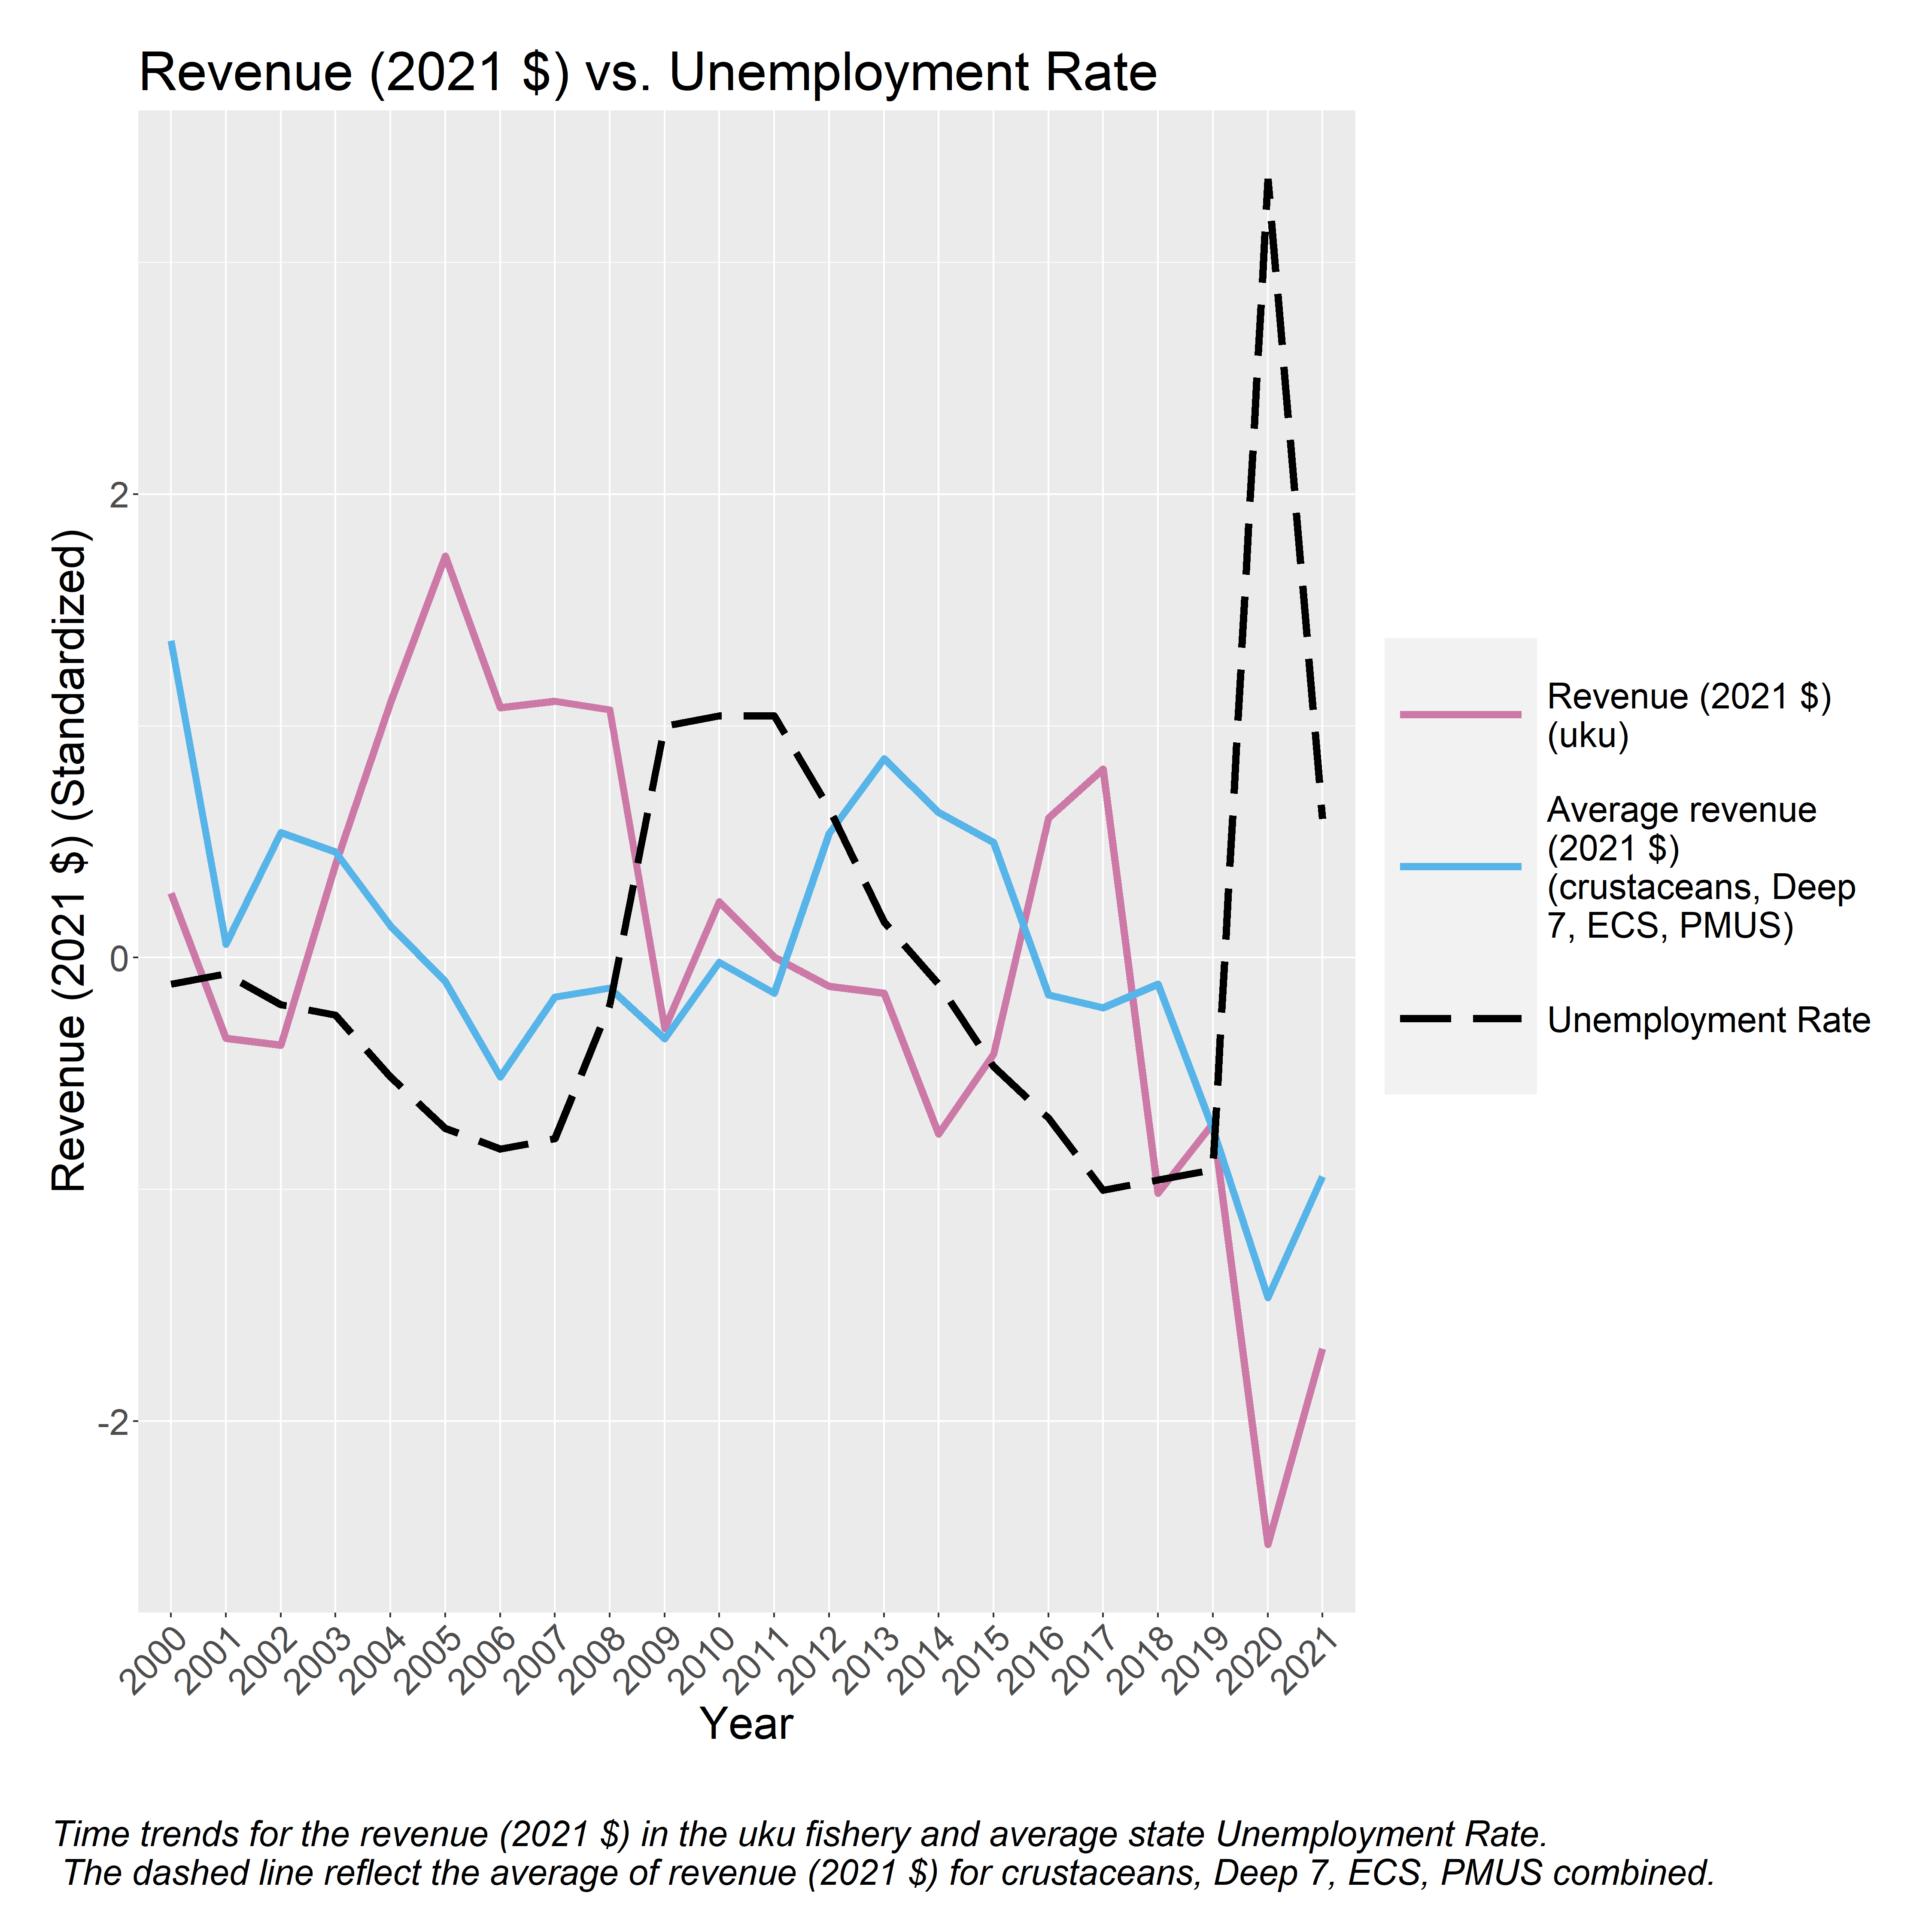 Revenue (2021 $) vs. Unemployment Rate
Revenue (2021 $) (Standardized)
2
0
-2
2000
2001
2002
2003
2004
2005
2006
2007
2008
2009
2010
2011
2012
2013
2014
2015
2016
2017
2018
2019
2020
2021
Year
Revenue (2021 $)
(uku)
Average revenue
(2021 $)
(crustaceans, Deep
7, ECS, PMUS)
Unemployment Rate
Time trends for the revenue (2021 $) in the uku fishery and average state Unemployment Rate.
The dashed line reflect the average of revenue (2021 $) for crustaceans, Deep 7, ECS, PMUS combined.